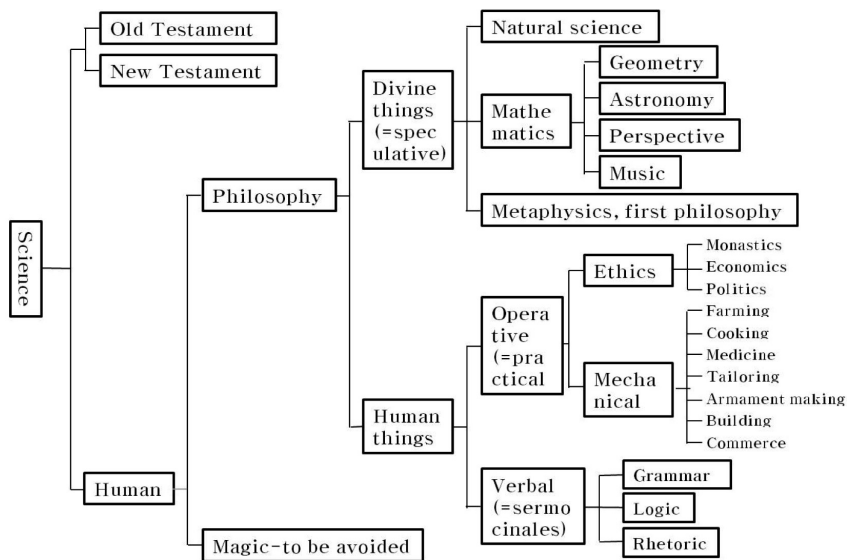 Science
Old Testament
New Testament
Human
Philosophy
Magic-to be avoided
Divine
things
(=spec
ulative)
Human
things
Natural science
Mathe
matics
Metaphysics, first philosophy
Geometry
Astronomy
Perspective
Music
Opera
tive
(=pra
ctical
Verbal
(=sermo
cinales)
Ethics
Mecha
nical
Monastics
Economics
Politics
Farming
Cooking
Medicine
Tailoring
Armament making
Building
Commerce
Grammar
Logic
Rhetoric